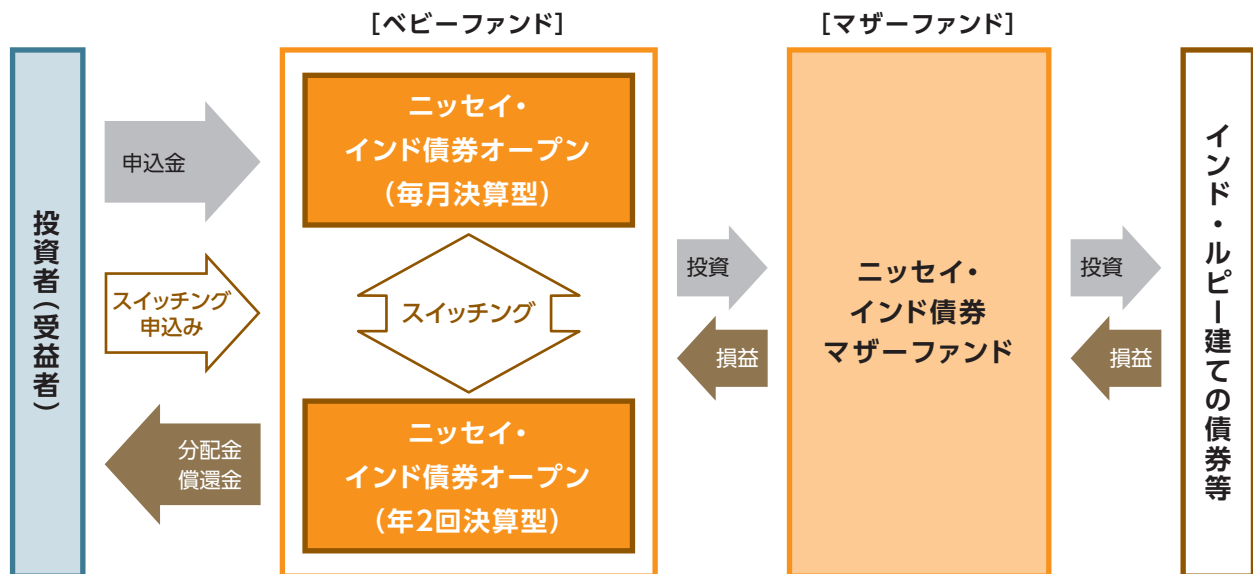 ［ベビーファンド］
［マザーファンド］
投資者（受益者）
申込金
スイッチング
申込み
分配金
償還金
ニッセイ・
インド債券オープン
（毎月決算型）
スイッチング
ニッセイ・
インド債券オープン
（年2回決算型）
投資
損益
ニッセイ・
インド債券
マザーファンド
投資
損益
インド・ルピー建ての債券等